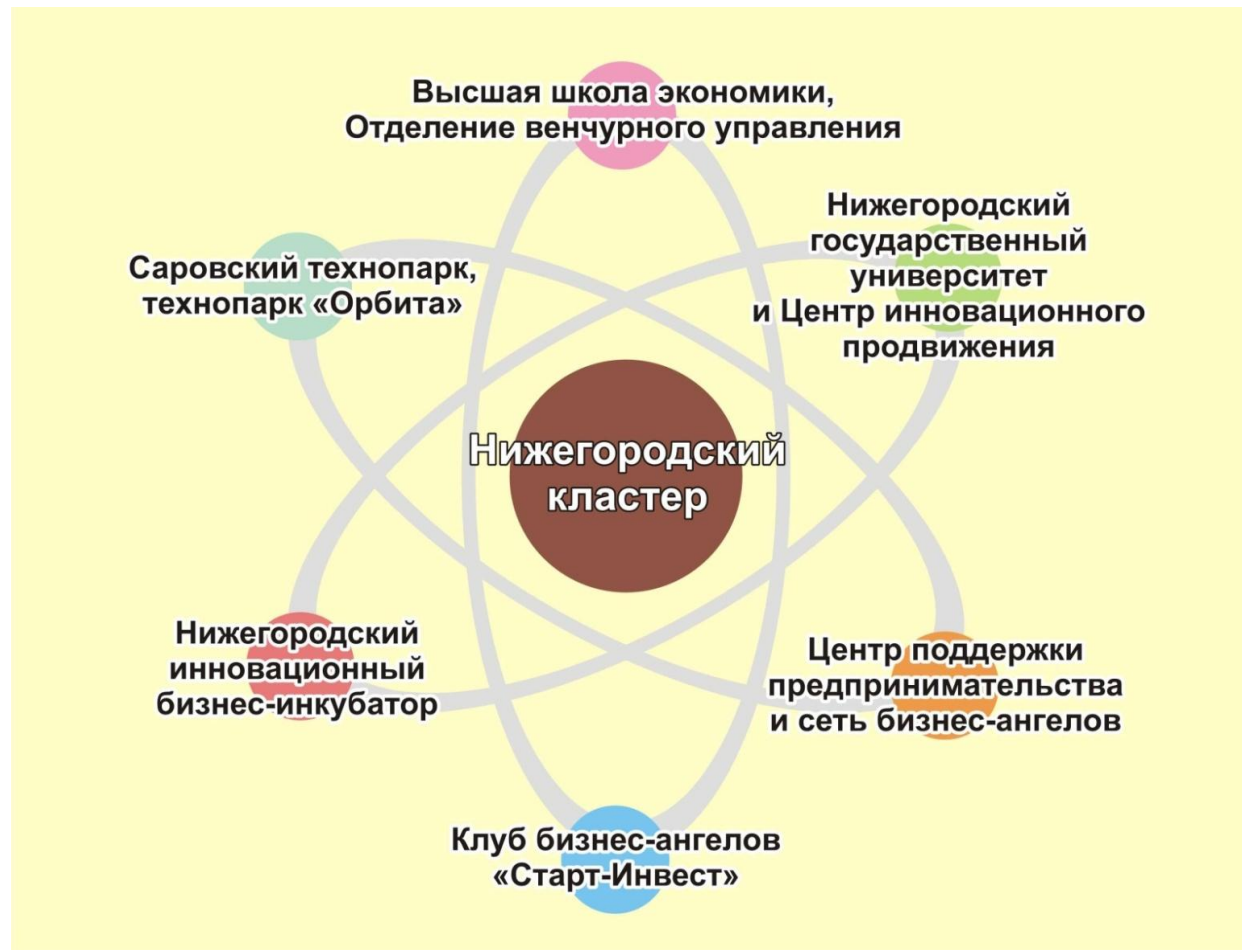 Высшая школа экономики,
Отделение венчурного управления
Нижегородский
государственный
университет
и Центр инновационного
продвижения
Саровский технопарк,
технопарк «Орбита»
Нижегородский
кластер
Нижегородский
инновационный
бизнес-инкубатор
Центр поддержки
предпринимательства
и сеть бизнес-ангелов
Клуб бизнес-ангелов
«Старт-Инвест»